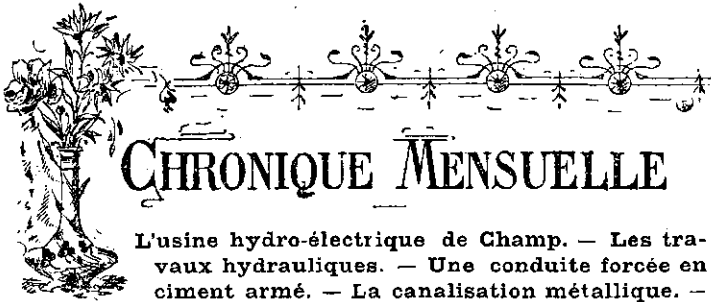 CHRONIQUE MENSUELLE
L'usine hydro-électrique de Champ. — Les tra-
vaux hydrauliques. — Une conduite forcée en
ciment armé. — La canalisation métallique. —